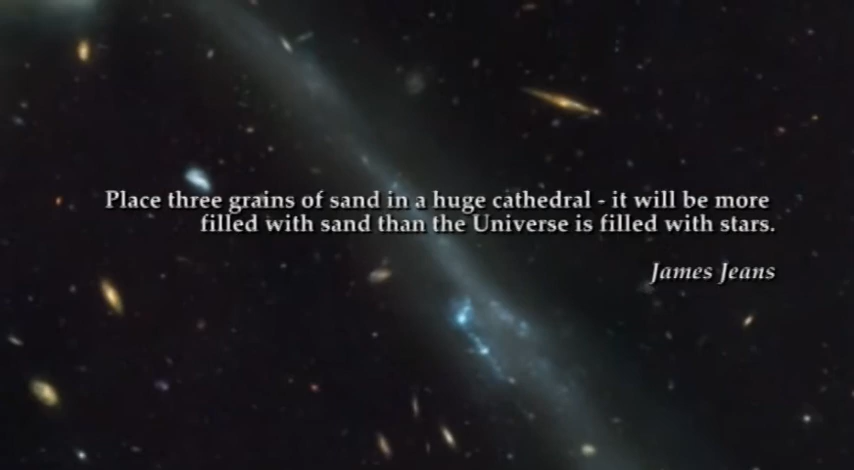 Place three grains of sand in a huge cathedral - it will be more
filled with sand than the Universe is filled with stars.
James Jeans